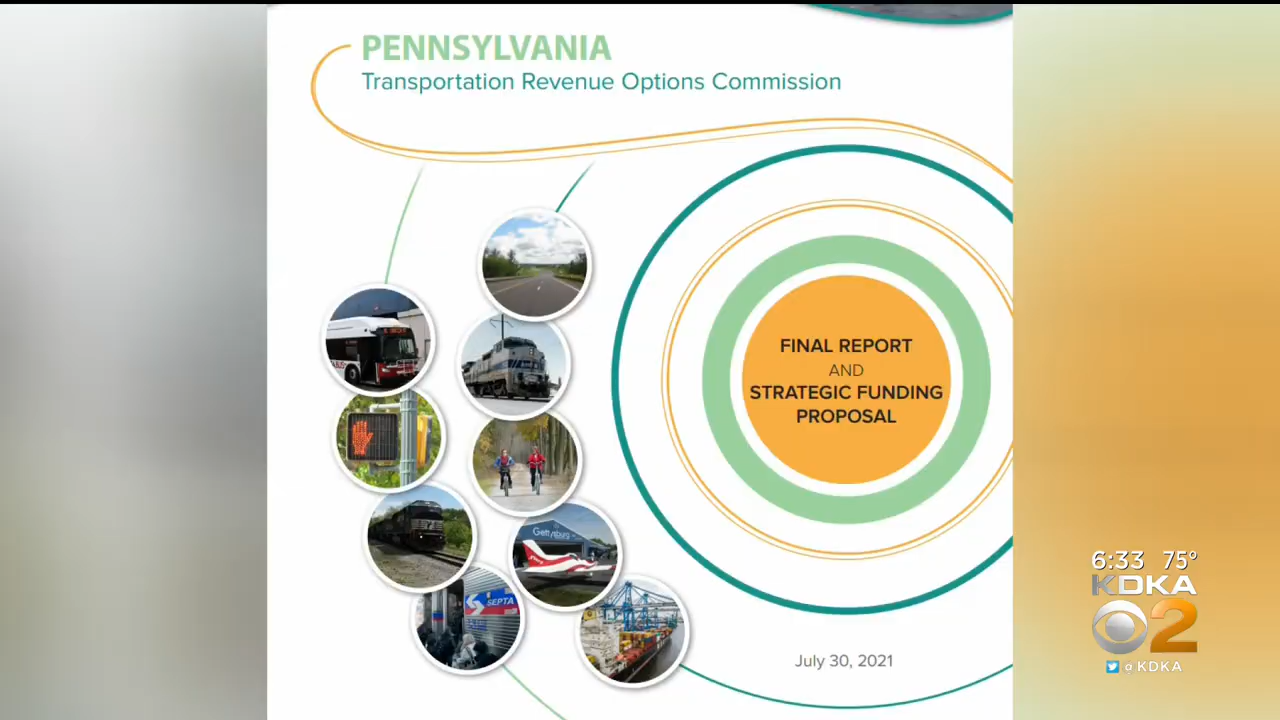 PENNSYLVANIA
Transportation Revenue Options Commission
FINAL REPORT
AND
STRATEGIC FUNDING
PROPOSAL
Gettysburg
SEPTA
July 30, 2021
6:33 75°
KDKA
2
@KDKA